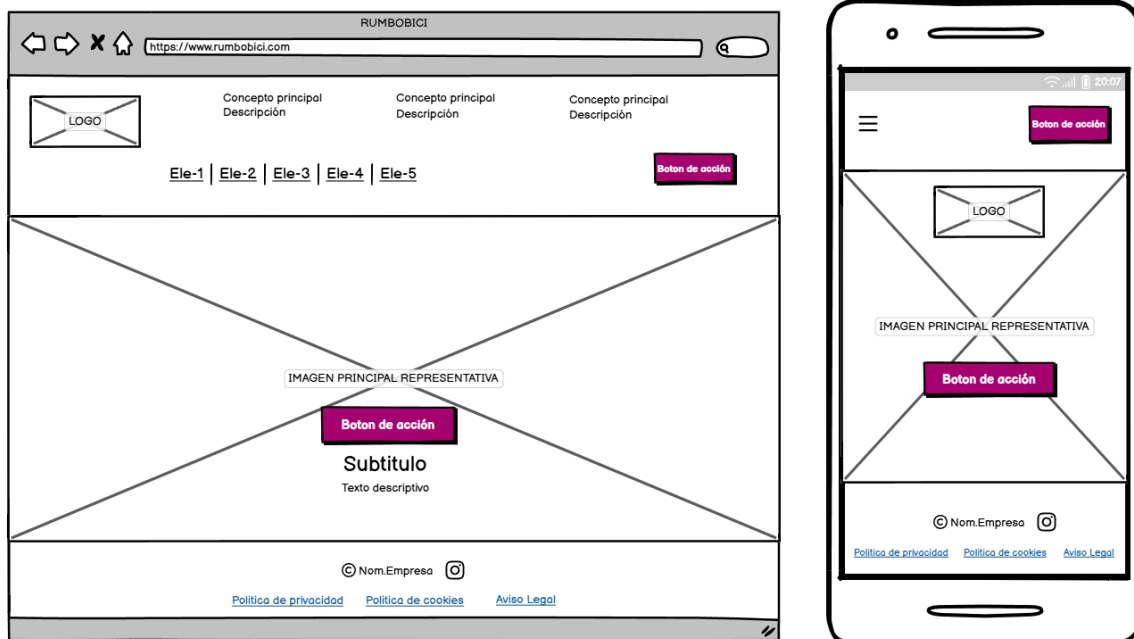 RUMBOBICI
https://www.rumbobici.com
LOGO
Concepto principal
Descripción
Concepto principal
Descripción
Concepto principal
Descripción
Ele-1 | Ele-2 | Ele-3 | Ele-4 | Ele-5
Boton de acción
IMAGEN PRINCIPAL REPRESENTATIVA
Boton de acción
Subtitulo
Texto descriptivo
© Nom.Empresa
Politica de privacidad Politica de cookies Aviso Legal
20:07
Boton de acción
LOGO
IMAGEN PRINCIPAL REPRESENTATIVA
Boton de acción
© Nom.Empresa
Politica de privacidad Politica de cookies Aviso Legal